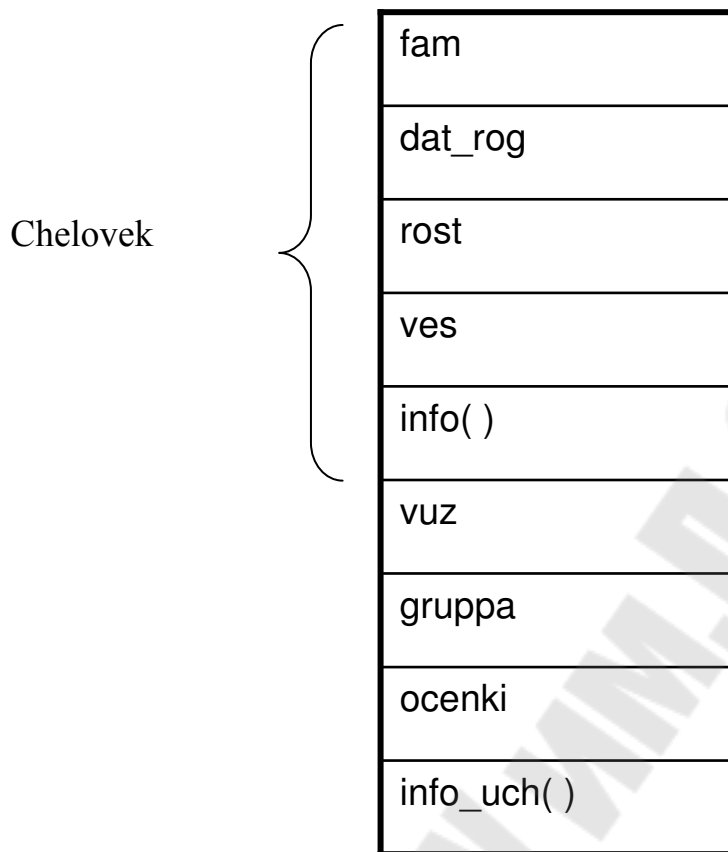 fam
dat_rog
Chelovek
rost
ves
info( )
vuz
gruppa
ocenki
info_uch( )